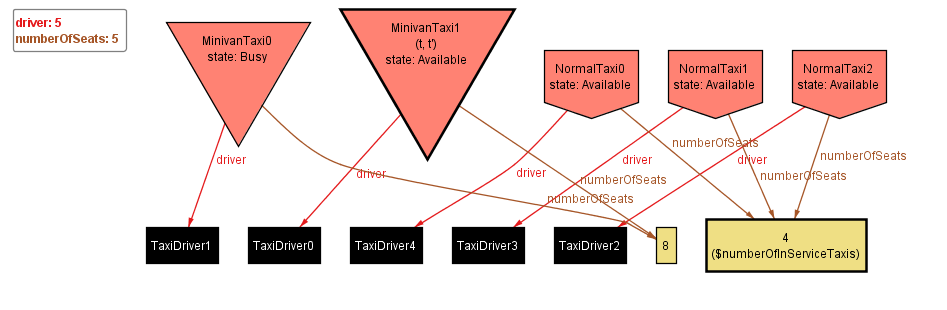 driver: 5
numberOfSeats: 5
MinivanTaxi0
state: Busy
MinivanTaxi1
(t, t')
state: Available
NormalTaxi0
state: Available
NormalTaxi1
state: Available
NormalTaxi2
state: Available
numberOfSeats
numberOfSeats
driver
driver
driver
driver
driver
numberOfSeats
numberOfSeats
numberOfSeats
TaxiDriver1
TaxiDriver0
TaxiDriver4
TaxiDriver3
TaxiDriver2
8
4
($numberOfInServiceTaxis)